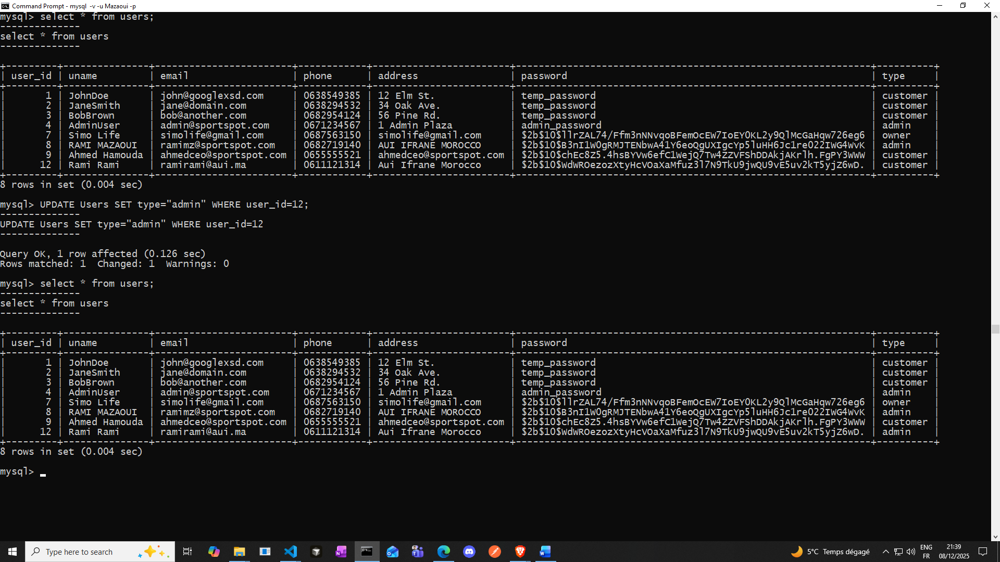 Command Prompt - mysql  -v -u Mazaoui -p
mysql> select * from users;
--------------
select * from users
--------------

+---------+---------------+------------------------+------------+------------------------+--------------------------------------------------------------+----------+
| user_id | uname         | email                  | phone      | address                | password                                                     | type     |
+---------+---------------+------------------------+------------+------------------------+--------------------------------------------------------------+----------+
|       1 | JohnDoe       | john@googlexsd.com     | 0638549385 | 12 Elm St.             | temp_password                                                | customer |
|       2 | JaneSmith     | jane@domain.com        | 0638294532 | 34 Oak Ave.            | temp_password                                                | customer |
|       3 | BobBrown      | bob@another.com        | 0682954124 | 56 Pine Rd.            | temp_password                                                | customer |
|       4 | AdminUser     | admin@sportspot.com    | 0671234567 | 1 Admin Plaza          | admin_password                                               | admin    |
|       7 | Simo Life     | simolife@gmail.com     | 0687563150 | simolife@gmail.com     | $2b$10$llrZAL74/Ffm3nNNvqoBFemOcEW7IoEY0KL2y9QlMcGaHqw726eg6 | owner    |
|       8 | RAMI MAZAOUI  | ramimz@sportspot.com   | 0682719140 | AUI IFRANE MOROCCO     | $2b$10$B3nI1W0gRMJTENbwA41Y6eoQgUXIgcYp5luHH6Jc1re022IWG4WvK | admin    |
|       9 | Ahmed Hamouda | ahmedceo@sportspot.com | 0655555521 | ahmedceo@sportspot.com | $2b$10$chEc8Z5.4hsBYVw6efC1WejQ7Tw4ZZVFShDDAkjAKrlh.FgPY3WWW | customer |
|      12 | Rami Rami     | ramirami@aui.ma        | 0611121314 | Aui Ifrane Morocco     | $2b$10$WdWROezozXtyHcVOaXaMfuz3l7N9TkU9jwQU9vE5uv2kT5yjZ6wD. | customer |
+---------+---------------+------------------------+------------+------------------------+--------------------------------------------------------------+----------+
8 rows in set (0.004 sec)

mysql> UPDATE Users SET type="admin" WHERE user_id=12;
--------------
UPDATE Users SET type="admin" WHERE user_id=12
--------------

Query OK, 1 row affected (0.126 sec)
Rows matched: 1  Changed: 1  Warnings: 0

mysql> select * from users;
--------------
select * from users
--------------

+---------+---------------+------------------------+------------+------------------------+--------------------------------------------------------------+----------+
| user_id | uname         | email                  | phone      | address                | password                                                     | type     |
+---------+---------------+------------------------+------------+------------------------+--------------------------------------------------------------+----------+
|       1 | JohnDoe       | john@googlexsd.com     | 0638549385 | 12 Elm St.             | temp_password                                                | customer |
|       2 | JaneSmith     | jane@domain.com        | 0638294532 | 34 Oak Ave.            | temp_password                                                | customer |
|       3 | BobBrown      | bob@another.com        | 0682954124 | 56 Pine Rd.            | temp_password                                                | customer |
|       4 | AdminUser     | admin@sportspot.com    | 0671234567 | 1 Admin Plaza          | admin_password                                               | admin    |
|       7 | Simo Life     | simolife@gmail.com     | 0687563150 | simolife@gmail.com     | $2b$10$llrZAL74/Ffm3nNNvqoBFemOcEW7IoEY0KL2y9QlMcGaHqw726eg6 | owner    |
|       8 | RAMI MAZAOUI  | ramimz@sportspot.com   | 0682719140 | AUI IFRANE MOROCCO     | $2b$10$B3nI1W0gRMJTENbwA41Y6eoQgUXIgcYp5luHH6Jc1re022IWG4WvK | admin    |
|       9 | Ahmed Hamouda | ahmedceo@sportspot.com | 0655555521 | ahmedceo@sportspot.com | $2b$10$chEc8Z5.4hsBYVw6efC1WejQ7Tw4ZZVFShDDAkjAKrlh.FgPY3WWW | customer |
|      12 | Rami Rami     | ramirami@aui.ma        | 0611121314 | Aui Ifrane Morocco     | $2b$10$WdWROezozXtyHcVOaXaMfuz3l7N9TkU9jwQU9vE5uv2kT5yjZ6wD. | admin    |
+---------+---------------+------------------------+------------+------------------------+--------------------------------------------------------------+----------+
8 rows in set (0.004 sec)

mysql>
Type here to search
5°C  Temps dégagé
ENG
FR
21:39
08/12/2025